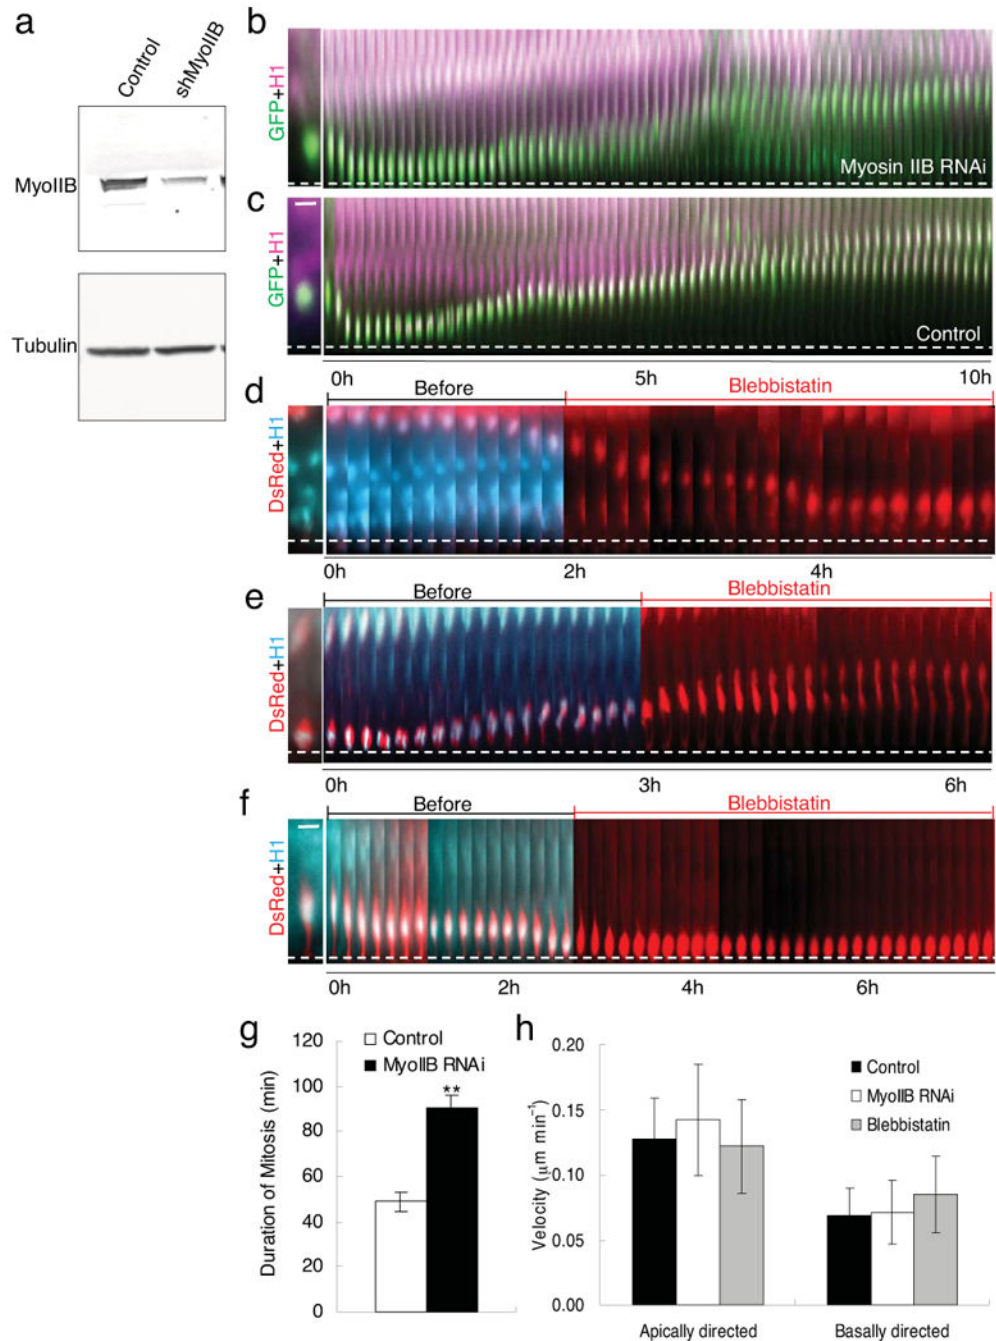 a
Control
shMyoIIB
MyoIIB
Tubulin
b
GFP+H1
Myosin IIB RNAi
c
GFP+H1
Control
0h 5h 10h
d
Before Blebbistatin
DsRed+H1
0h 2h 4h
e
Before Blebbistatin
DsRed+H1
0h 3h 6h
f
Before Blebbistatin
DsRed+H1
0h 2h 4h 6h
g
Control
MyoIIB RNAi
**
Duration of Mitosis (min)
120
100
80
60
40
20
0
h
Control
MyoIIB RNAi
Blebbistatin
Velocity (μm min⁻¹)
0.20
0.15
0.10
0.05
0.00
Apically directed Basally directed